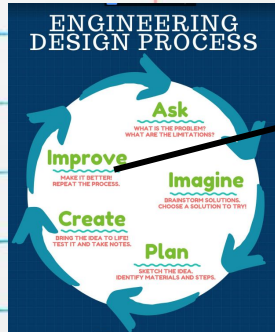 ENGINEERING
DESIGN PROCESS
Ask
WHAT IS THE PROBLEM?
WHAT ARE THE LIMITATIONS?
Imagine
BRAINSTORM SOLUTIONS.
CHOOSE A SOLUTION TO TRY!
Plan
SKETCH THE IDEA.
IDENTIFY MATERIALS AND STEPS.
Create
BRING THE IDEA TO LIFE!
TEST IT AND TAKE NOTES.
Improve
MAKE IT BETTER!
REPEAT THE PROCESS.